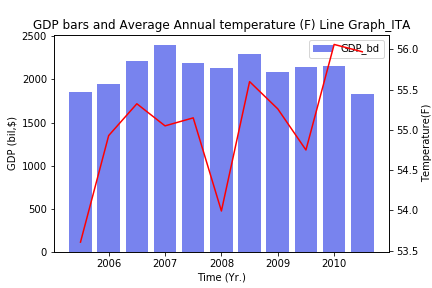 GDP bars and Average Annual temperature (F) Line Graph_ITA
GDP_bd
2500
2000
1500
1000
500
0
GDP (bil,$)
56.0
55.5
55.0
54.5
54.0
53.5
Temperature(F)
2006 2007 2008 2009 2010
Time (Yr.)